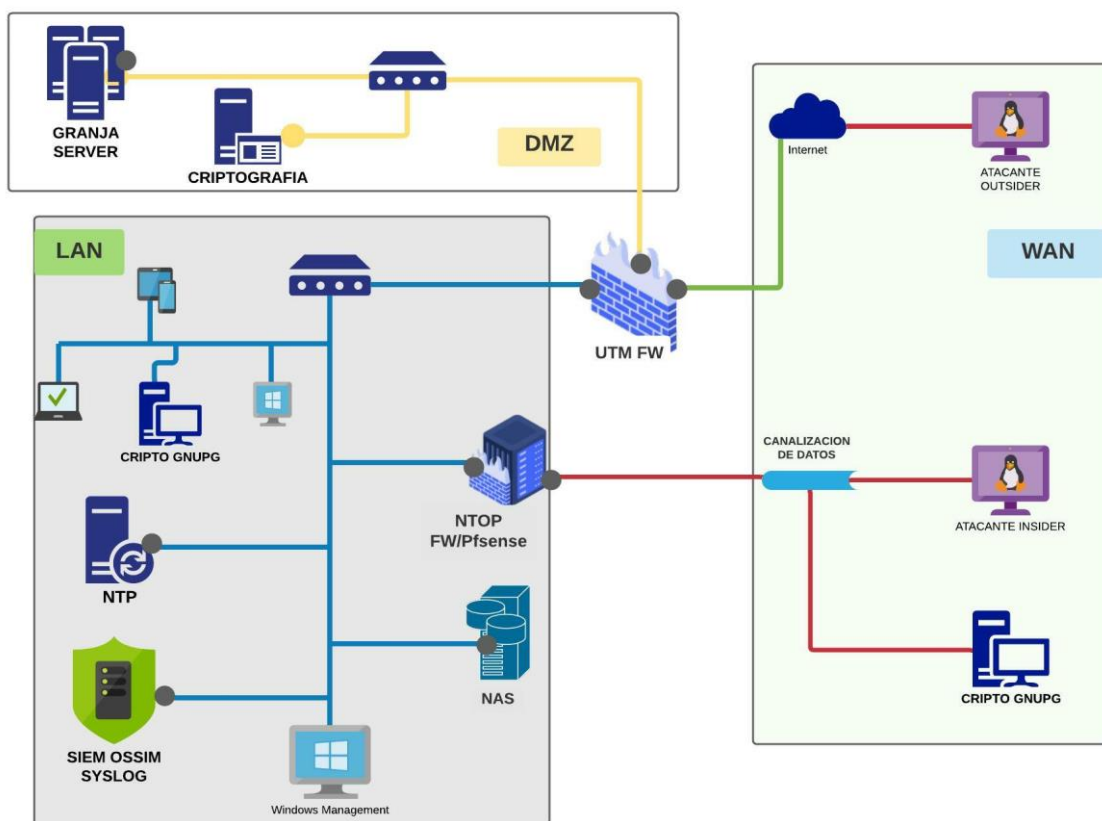 GRANJA
SERVER
CRIPTOGRAFIA
DMZ
Internet
ATACANTE
OUTSIDER
WAN
LAN
UTM FW
CRIPTO GNUPG
NTOP
FW/Pfsense
CANALIZACION
DE DATOS
ATACANTE INSIDER
NTP
NAS
CRIPTO GNUPG
SIEM OSSIM
SYSLOG
Windows Management